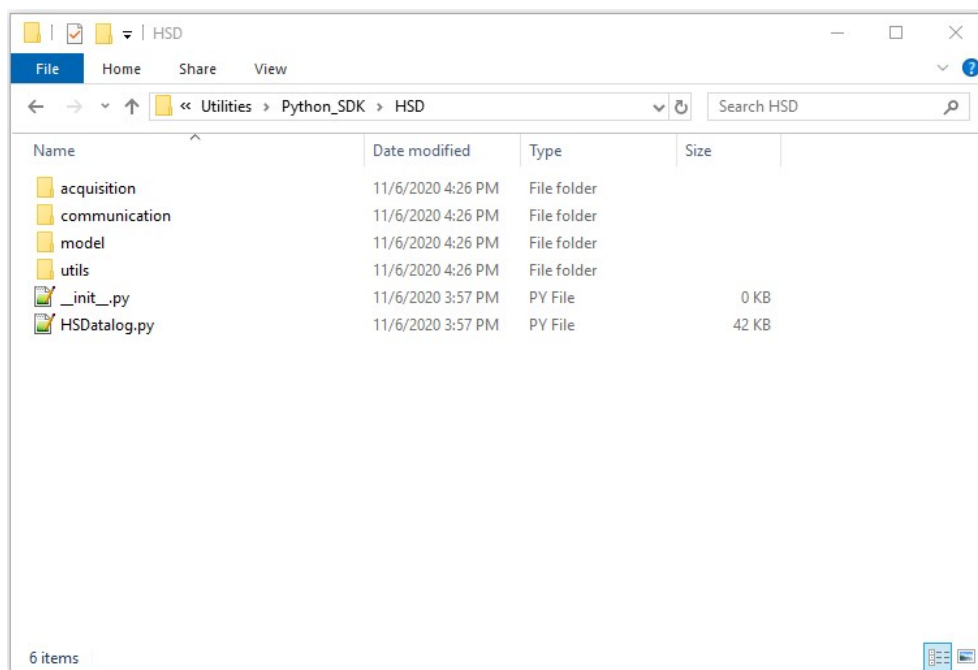 HSD
File Home Share View
« Utilities › Python_SDK › HSD Search HSD
Name Date modified Type Size
acquisition 11/6/2020 4:26 PM File folder
communication 11/6/2020 4:26 PM File folder
model 11/6/2020 4:26 PM File folder
utils 11/6/2020 4:26 PM File folder
__init__.py 11/6/2020 3:57 PM PY File 0 KB
HSDatalog.py 11/6/2020 3:57 PM PY File 42 KB
6 items